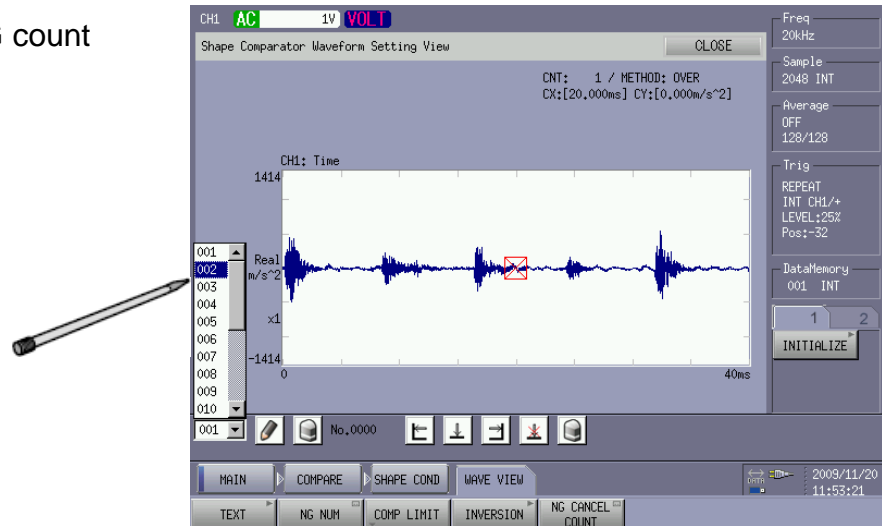 count
CH1 AC 1V VOLT
Shape Comparator Waveform Setting View
CLOSE
CNT: 1 / METHOD: OVER
CX:[20.000ms] CY:[0.000m/s^2]
CH1: Time
1414
Real
m/s^2
x1
-1414
0
40ms
001
002
003
004
005
006
007
008
009
010
001
No.0000
Freq
20kHz
Sample
2048 INT
Average
OFF
128/128
Trig
REPEAT
INT CH1/+
LEVEL:25%
Pos:-32
DataMemory
001 INT
1 2
INITIALIZE
MAIN
COMPARE
SHAPE COND
WAVE VIEW
DATA
2009/11/20
11:53:21
TEXT
NG NUM
COMP LIMIT
INVERSION
NG CANCEL
COUNT